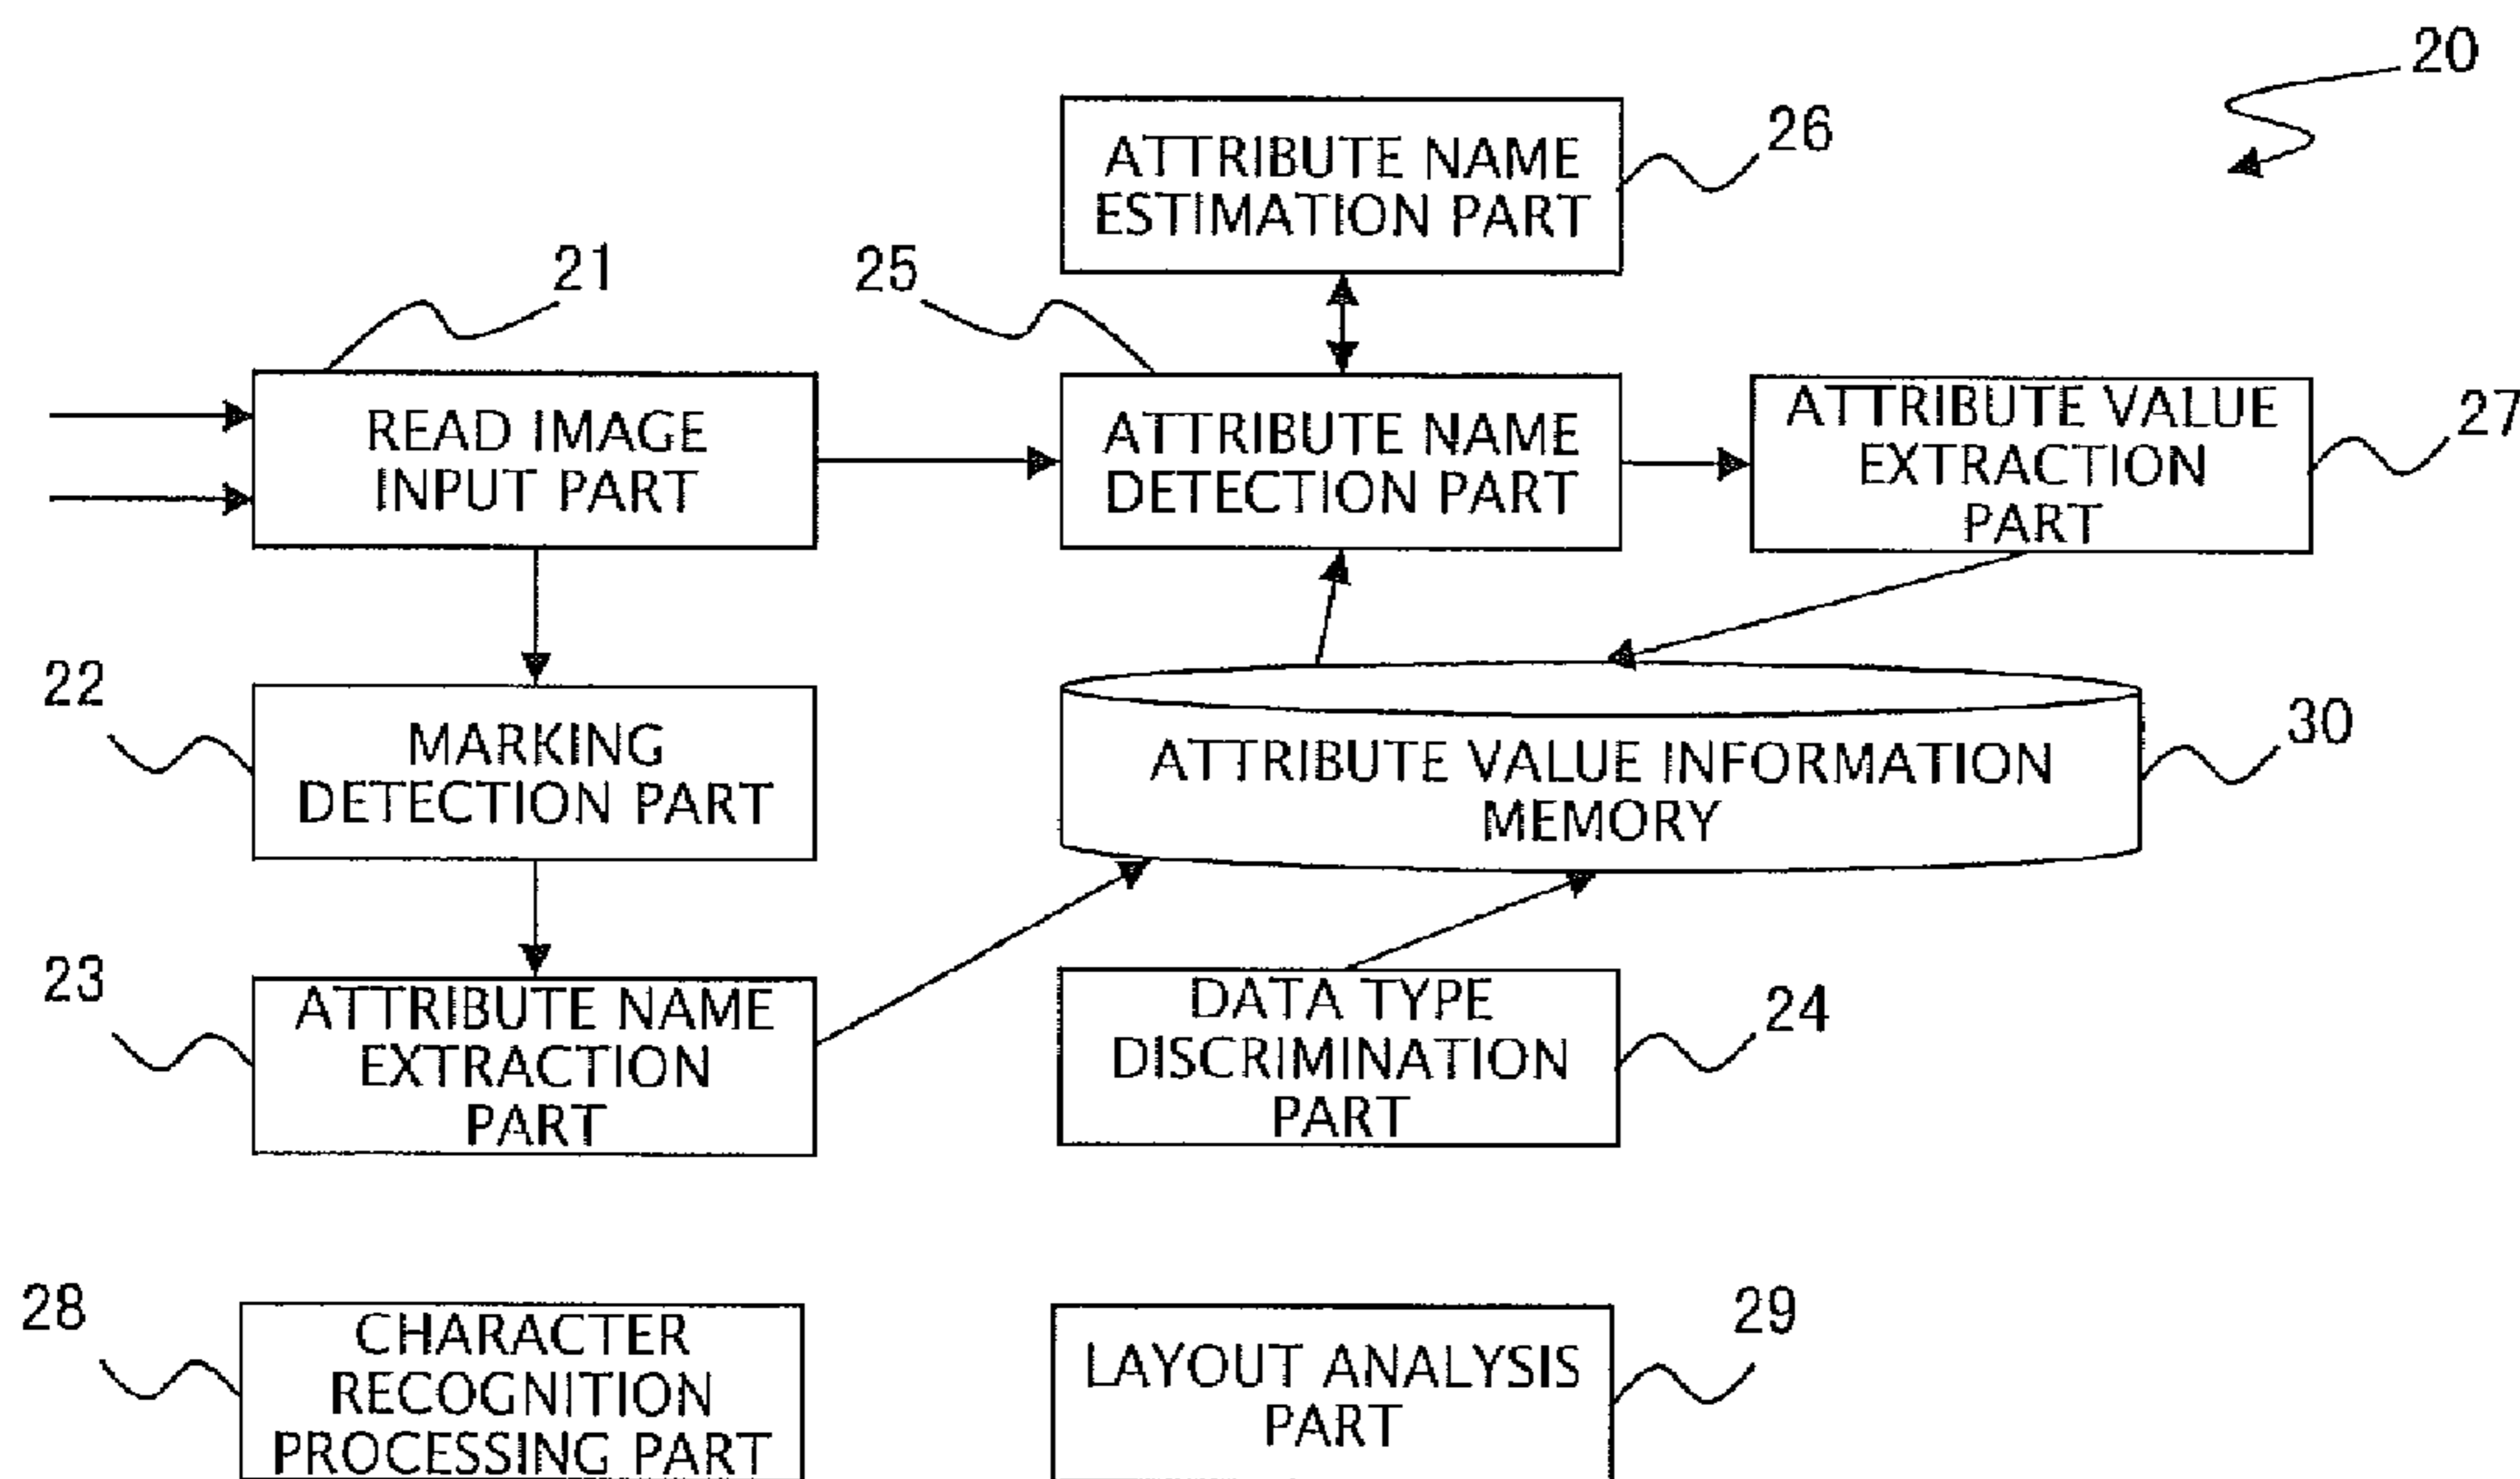 20
ATTRIBUTE NAME
ESTIMATION PART
26
21
25
READ IMAGE
INPUT PART
ATTRIBUTE NAME
DETECTION PART
ATTRIBUTE VALUE
EXTRACTION
PART
27
22
MARKING
DETECTION PART
ATTRIBUTE VALUE INFORMATION
MEMORY
30
23
ATTRIBUTE NAME
EXTRACTION
PART
DATA TYPE
DISCRIMINATION
PART
24
28
CHARACTER
RECOGNITION
PROCESSING PART
LAYOUT ANALYSIS
PART
29